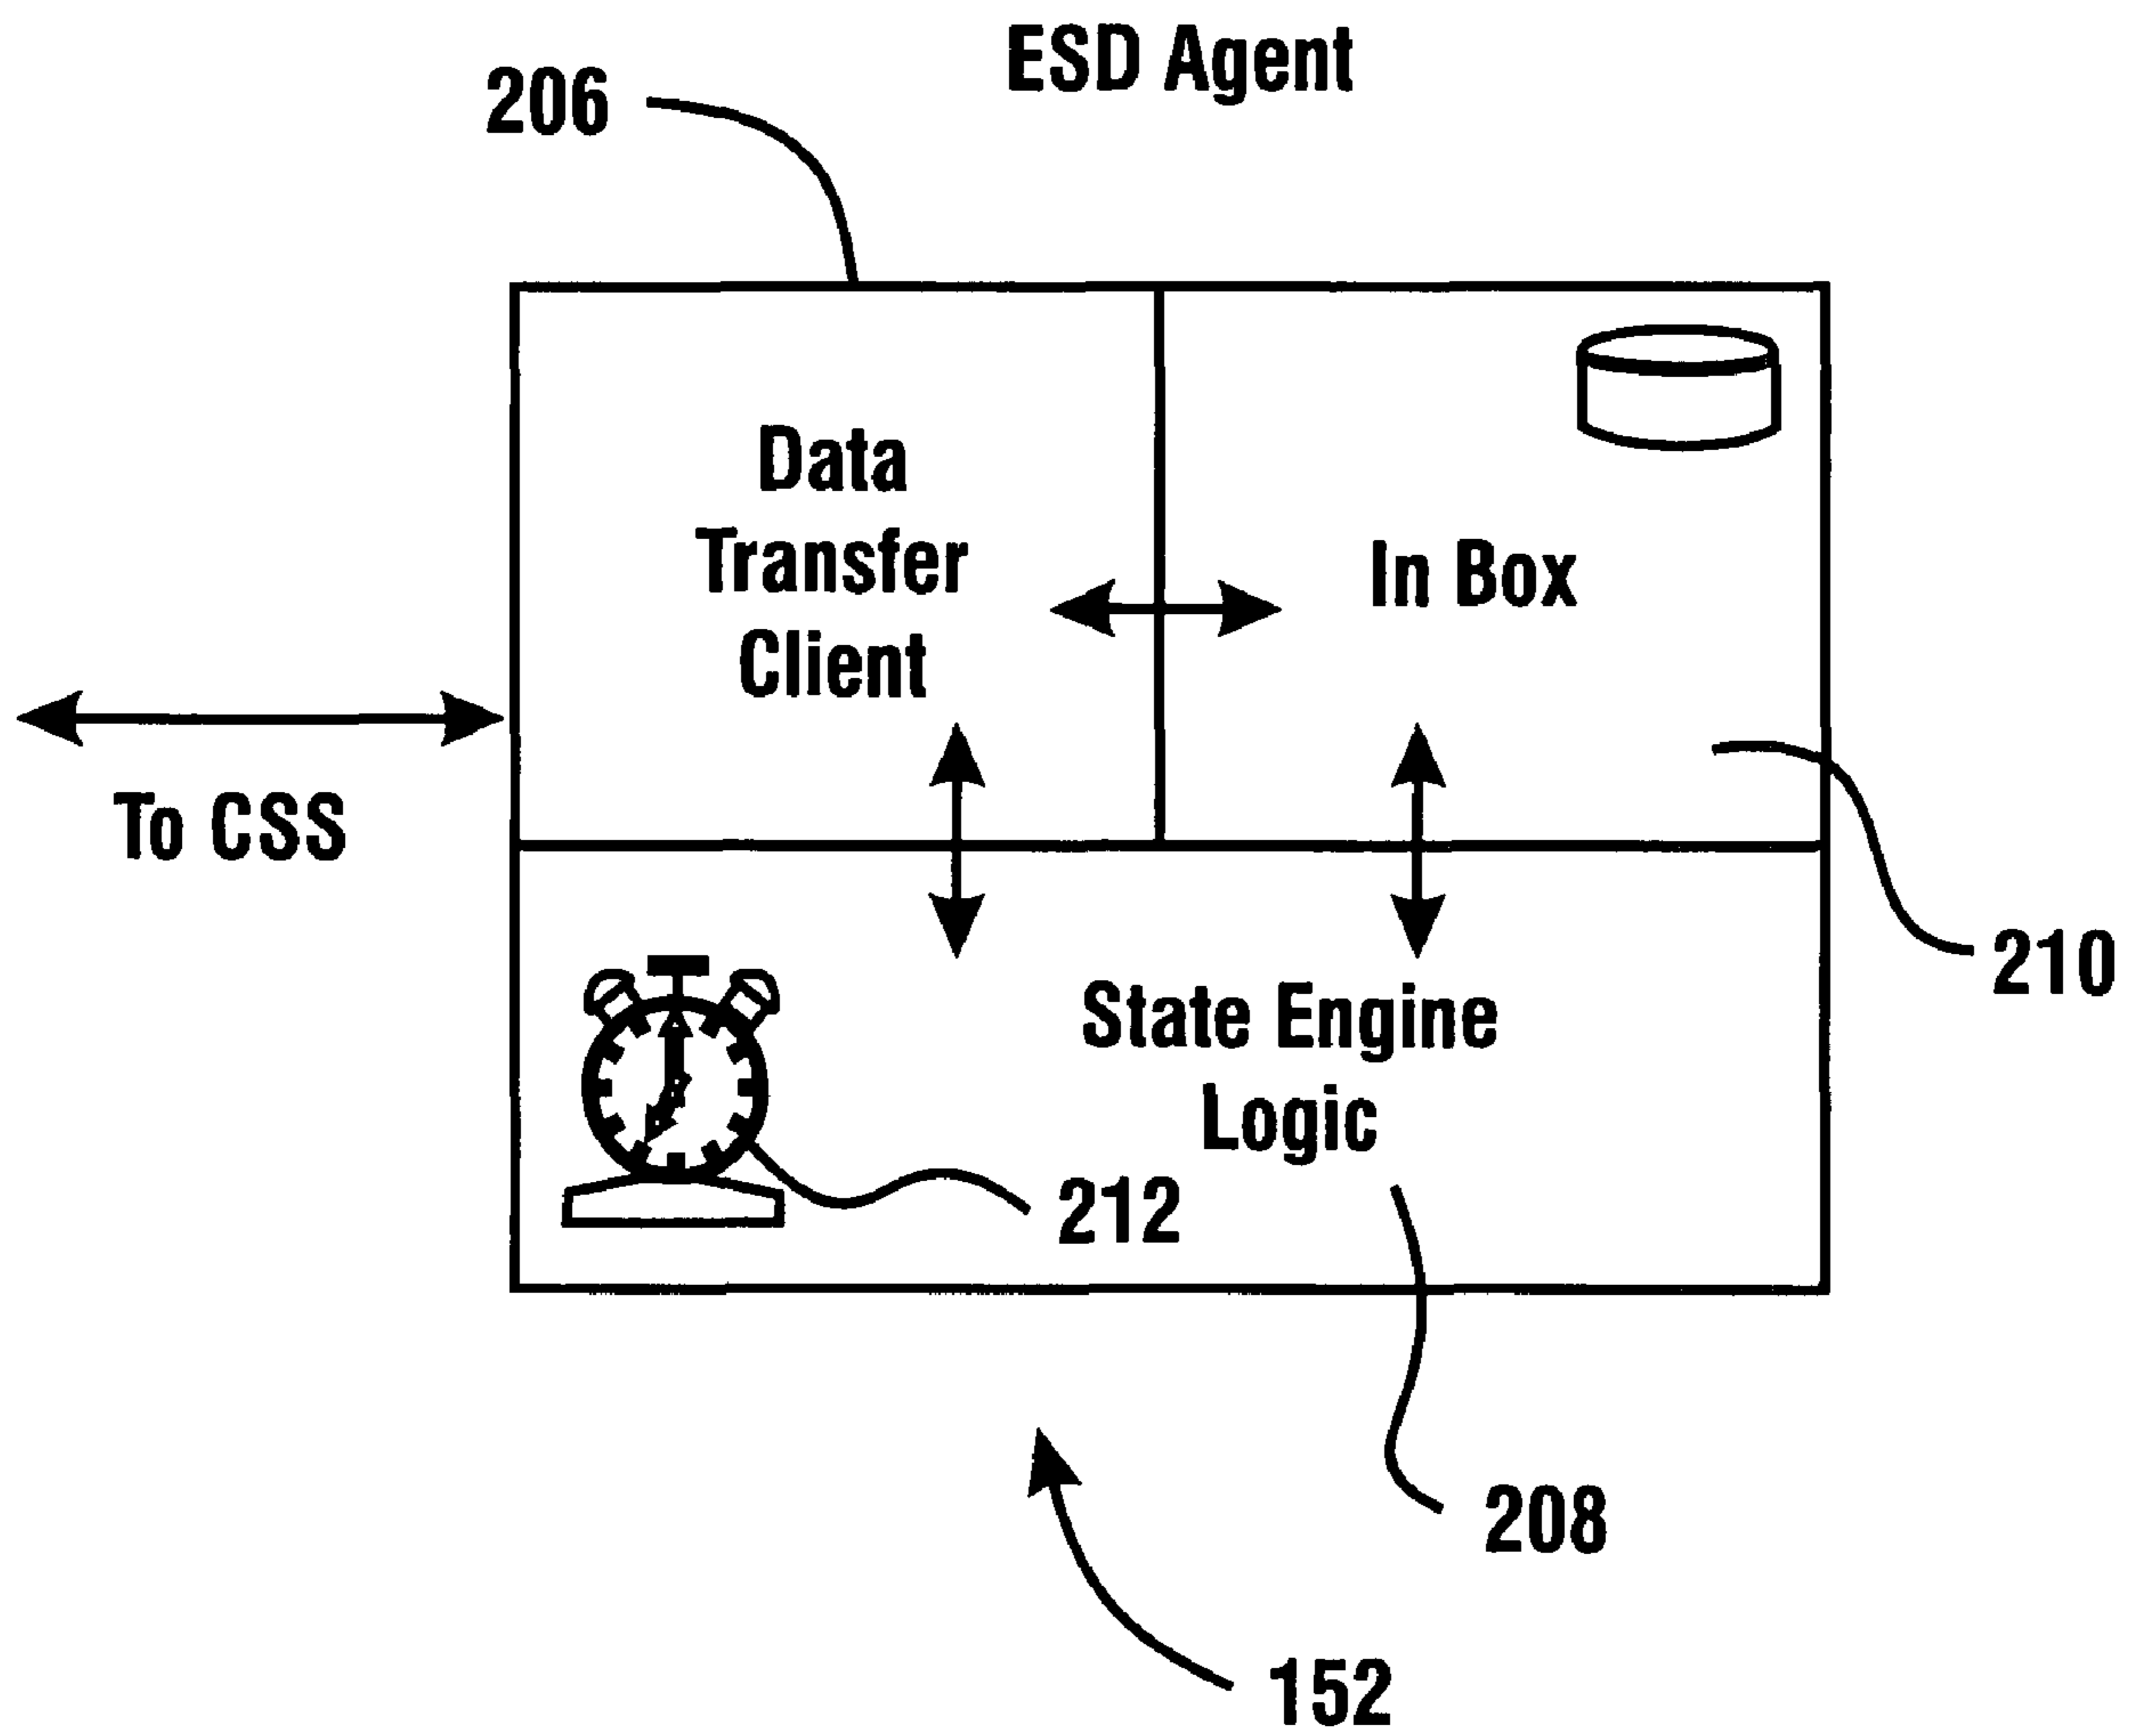 ESD Agent
206
Data
Transfer
Client
In Box
To CSS
210
State Engine
Logic
212
208
152